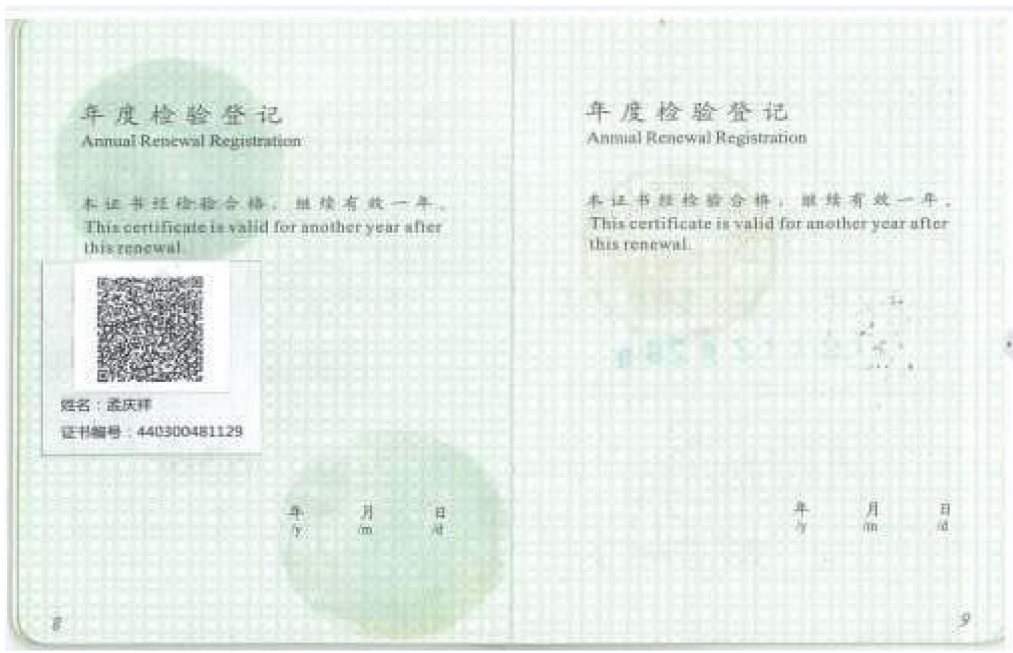 年度检验登记
Annual Renewal Registration
本证书经检验合格,继续有效一年。
This certificate is valid for another year after
this renewal.
姓名:孟庆祥
证书编号:440300481129
年 月 日
/y /m /d
8
年度检验登记
Annual Renewal Registration
本证书经检验合格,继续有效一年。
This certificate is valid for another year after
this renewal.
年 月 日
/y /m /d
9